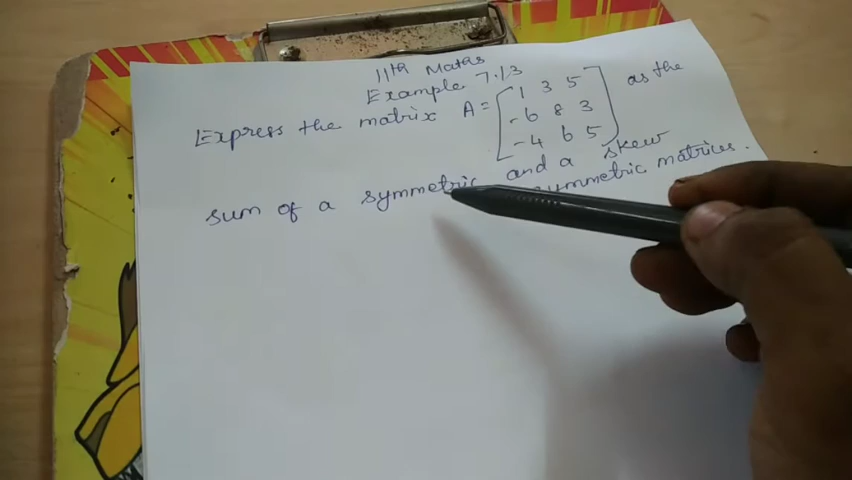 11th Maths
Example 7.13
Express the matrix A = [ 1 3 5
-6 8 3
-4 6 5 ] as the
sum of a symmetric and a skew
symmetric matrices.